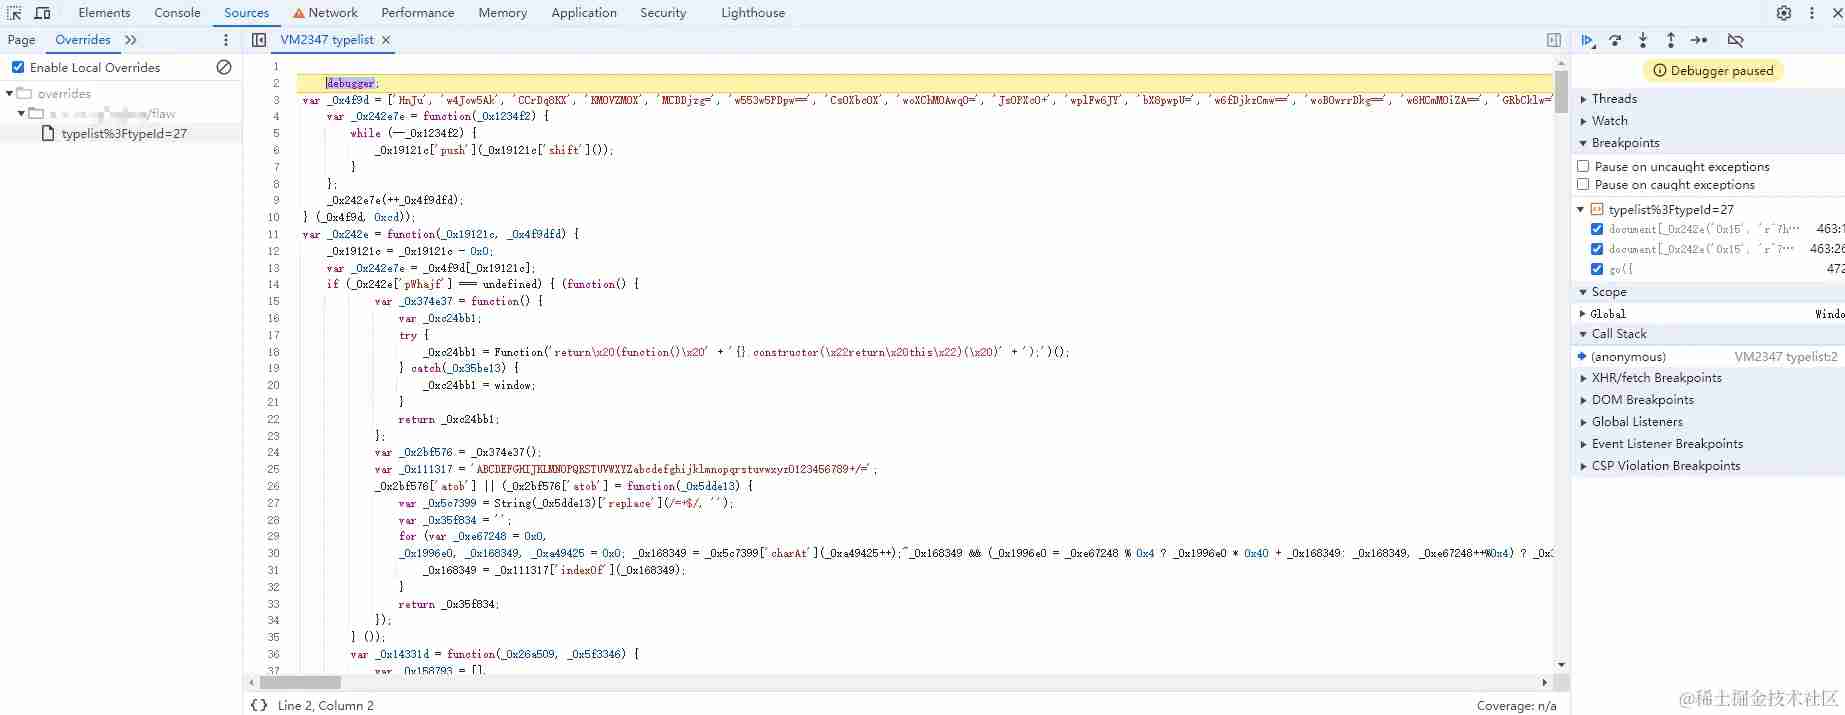 Elements Console Sources Network Performance Memory Application Security Lighthouse
Page Overrides
Enable Local Overrides
overrides
/flaw
typelist%3FtypeId=27
VM2347 typelist ×
1
2 debugger;
3 var _0x4f9d = ['HnJu', 'w4Jow5Ak', 'CCrDq8KX', 'KMOVZMOX', 'MCDDjzg=', 'w553w5FDpw==', 'CsOXbcOX', 'woXChMOAwqO=', 'JsOPXcO+', 'wplFw6JY', 'bX8pwpU=', 'w6fDjkzCmw==', 'woBOwrrDkg==', 'w6HCmMOiZA==', 'GRbCklw=
4 var _0x242e7e = function(_0x1234f2) {
5 while (--_0x1234f2) {
6 _0x19121c['push'](_0x19121c['shift']());
7 }
8 };
9 _0x242e7e(++_0x4f9dfd);
10 } (_0x4f9d, 0xcd));
11 var _0x242e = function(_0x19121c, _0x4f9dfd) {
12 _0x19121c = _0x19121c - 0x0;
13 var _0x242e7e = _0x4f9d[_0x19121c];
14 if (_0x242e['pWhajf'] === undefined) { (function() {
15 var _0x374e37 = function() {
16 var _0xc24bb1;
17 try {
18 _0xc24bb1 = Function('return\x20(function()\x20' + '{}.constructor(\x22return\x20this\x22)(\x20)' + ');')();
19 } catch(_0x35be13) {
20 _0xc24bb1 = window;
21 }
22 return _0xc24bb1;
23 };
24 var _0x2bf576 = _0x374e37();
25 var _0x111317 = 'ABCDEFGHIJKLMNOPQRSTUVWXYZabcdefghijklmnopqrstuvwxyz0123456789+/=';
26 _0x2bf576['atob'] || (_0x2bf576['atob'] = function(_0x5dde13) {
27 var _0x5c7399 = String(_0x5dde13)['replace'](/=+$/, '');
28 var _0x35f834 = '';
29 for (var _0xe67248 = 0x0,
30 _0x1996e0, _0x168349, _0xa49425 = 0x0; _0x168349 = _0x5c7399['charAt'](_0xa49425++);~_0x168349 && (_0x1996e0 = _0xe67248 % 0x4 ? _0x1996e0 * 0x40 + _0x168349: _0x168349, _0xe67248++%0x4) ? _0x3
31 _0x168349 = _0x111317['indexOf'](_0x168349);
32 }
33 return _0x35f834;
34 });
35 } ());
36 var _0x14331d = function(_0x26a509, _0x5f3346) {
37 var _0x158793 = [],
{} Line 2, Column 2
Coverage: n/a
Debugger paused
Threads
Watch
Breakpoints
Pause on uncaught exceptions
Pause on caught exceptions
typelist%3FtypeId=27
document[_0x242e('0x15', 'r^7h⋯ 463:1
document[_0x242e('0x15', 'r^7⋯ 463:26
go({ 472
Scope
Global Windo
Call Stack
(anonymous) VM2347 typelist:2
XHR/fetch Breakpoints
DOM Breakpoints
Global Listeners
Event Listener Breakpoints
CSP Violation Breakpoints
@稀土掘金技术社区